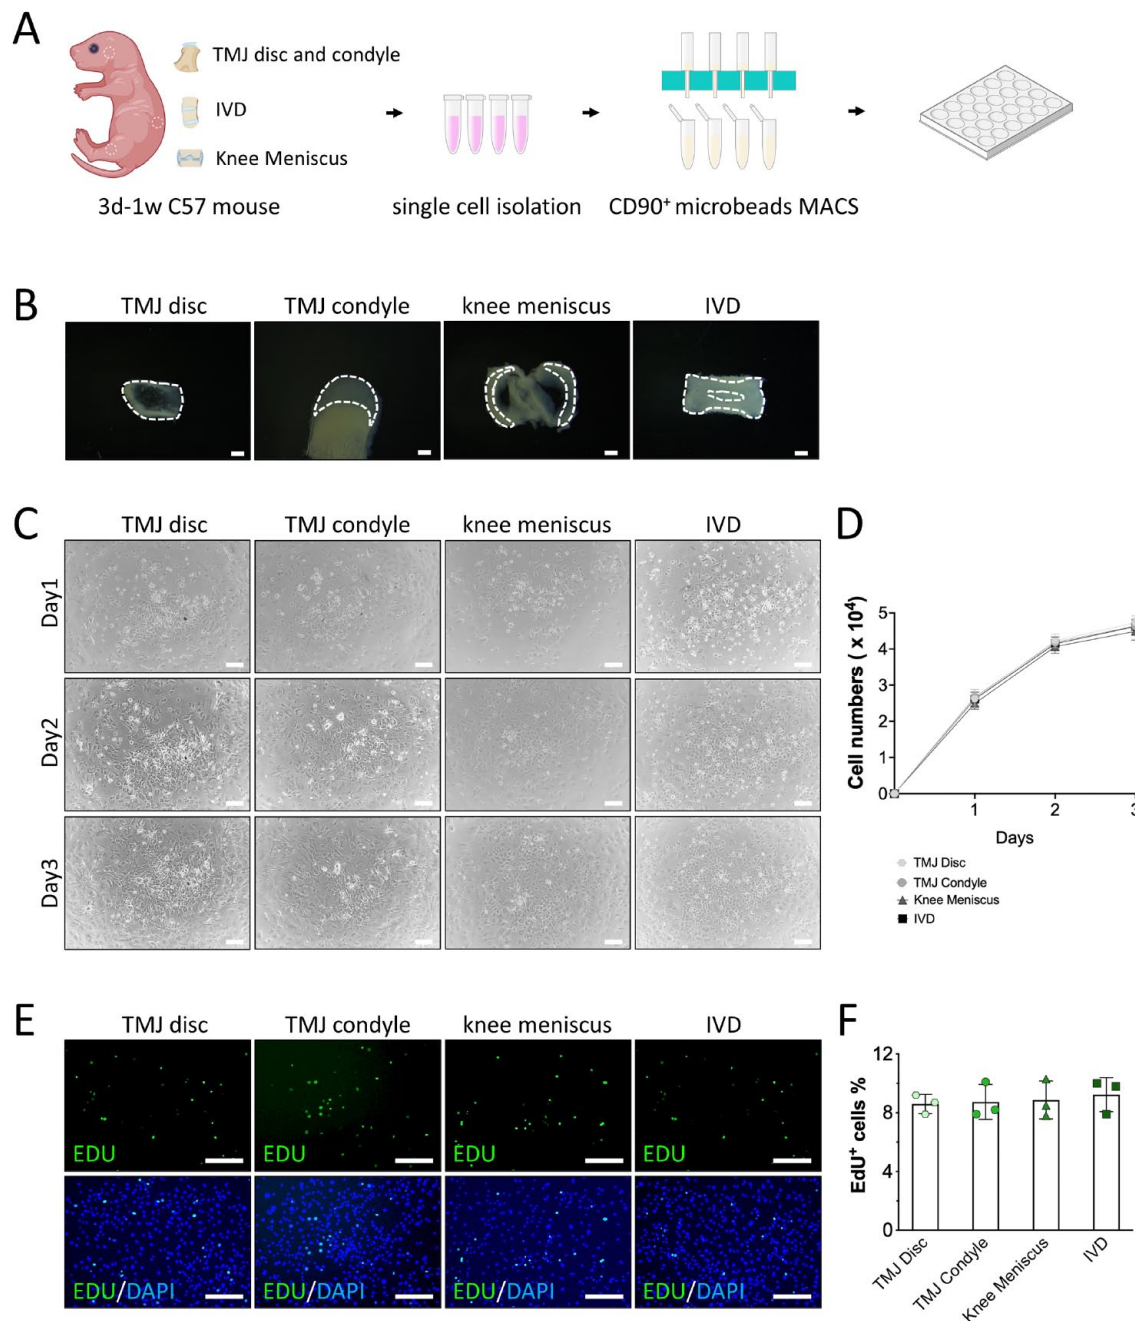 A
TMJ disc and condyle
IVD
Knee Meniscus
3d-1w C57 mouse
single cell isolation
CD90⁺ microbeads MACS
B
TMJ disc
TMJ condyle
knee meniscus
IVD
C
TMJ disc
TMJ condyle
knee meniscus
IVD
Day1
Day2
Day3
D
Cell numbers ( x 10⁴)
5
4
3
2
1
0
1
2
3
Days
TMJ Disc
TMJ Condyle
Knee Meniscus
IVD
E
TMJ disc
TMJ condyle
knee meniscus
IVD
EDU
EDU
EDU
EDU
EDU/DAPI
EDU/DAPI
EDU/DAPI
EDU/DAPI
F
EdU⁺ cells %
12
8
4
0
TMJ Disc
TMJ Condyle
Knee Meniscus
IVD